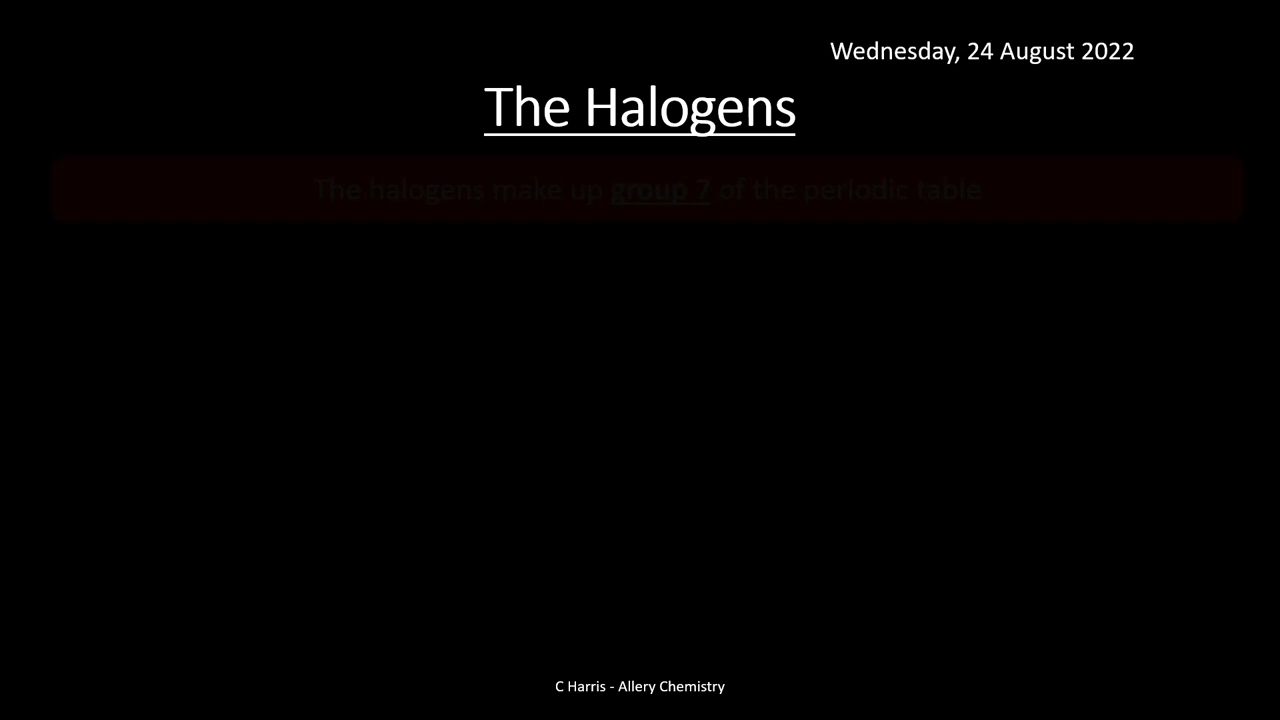 Wednesday, 24 August 2022
The Halogens
The halogens make up group 7 of the periodic table
C Harris - Allery Chemistry